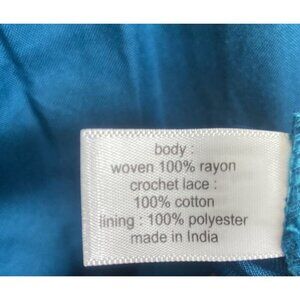 body :
woven 100% rayon
crochet lace :
100% cotton
lining : 100% polyester
made in India